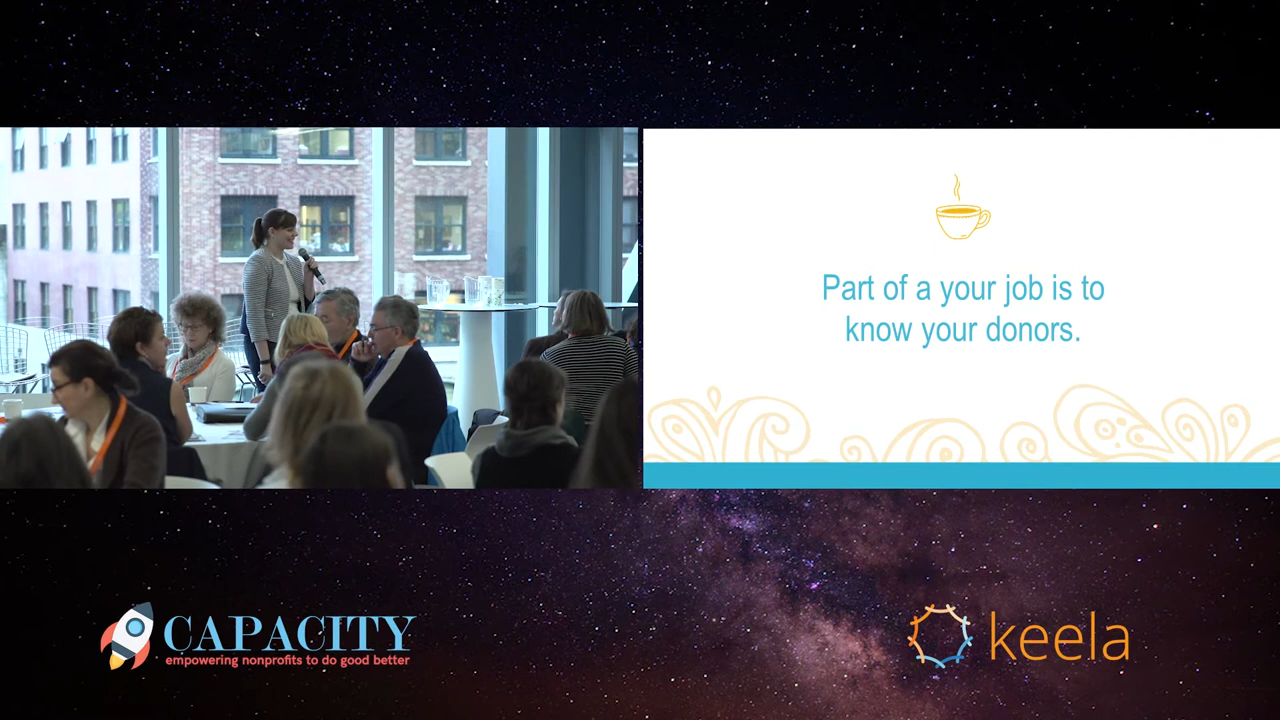 Part of a your job is to
know your donors.
CAPACITY
empowering nonprofits to do good better
keela